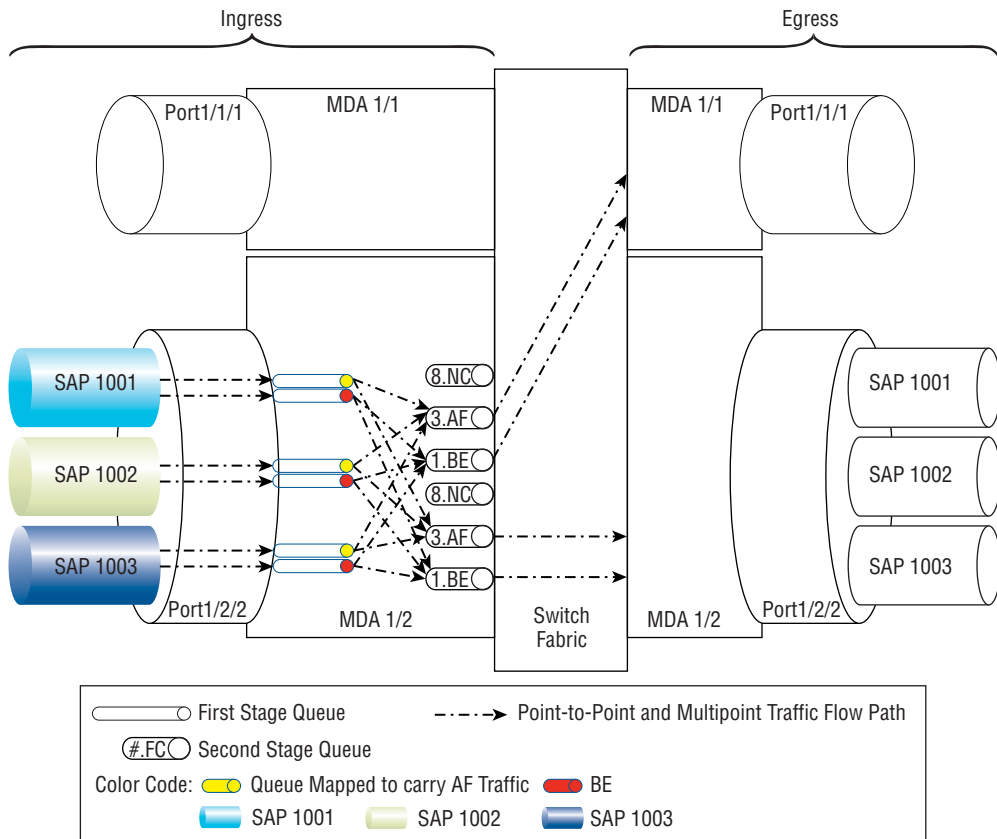 Ingress
Egress
Port1/1/1
MDA 1/1
MDA 1/1
Port1/1/1
SAP 1001
SAP 1002
SAP 1003
Port1/2/2
8.NC
3.AF
1.BE
8.NC
3.AF
1.BE
MDA 1/2
Switch
Fabric
MDA 1/2
SAP 1001
SAP 1002
SAP 1003
Port1/2/2
First Stage Queue
Point-to-Point and Multipoint Traffic Flow Path
#.FC
Second Stage Queue
Color Code:
Queue Mapped to carry AF Traffic
BE
SAP 1001
SAP 1002
SAP 1003